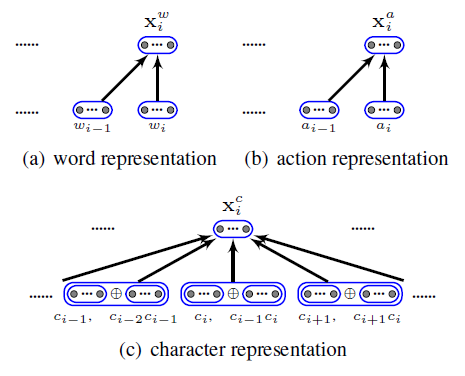 x_i^w x_i^a
...... ......
...... ......
w_{i-1} w_i a_{i-1} a_i
(a) word representation (b) action representation
x_i^c
...... ......
...... ⊕ ⊕ ⊕ ......
c_{i-1}, c_{i-2}c_{i-1} c_i, c_{i-1}c_i c_{i+1}, c_{i+1}c_i
(c) character representation